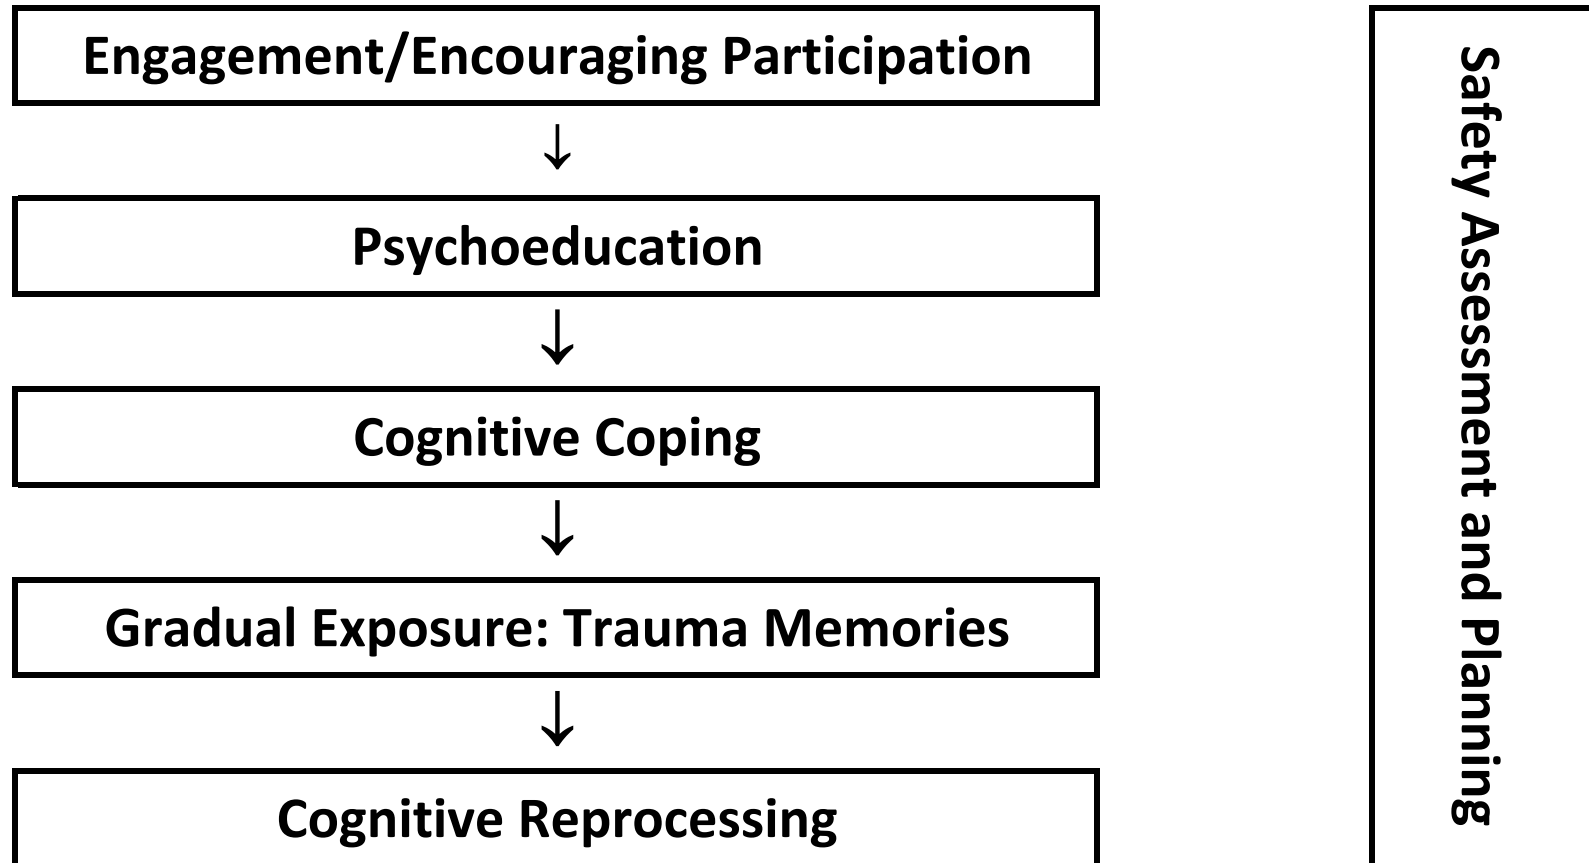 Engagement/Encouraging Participation
↓
Psychoeducation
↓
Cognitive Coping
↓
Gradual Exposure: Trauma Memories
↓
Cognitive Reprocessing
Safety Assessment and Planning